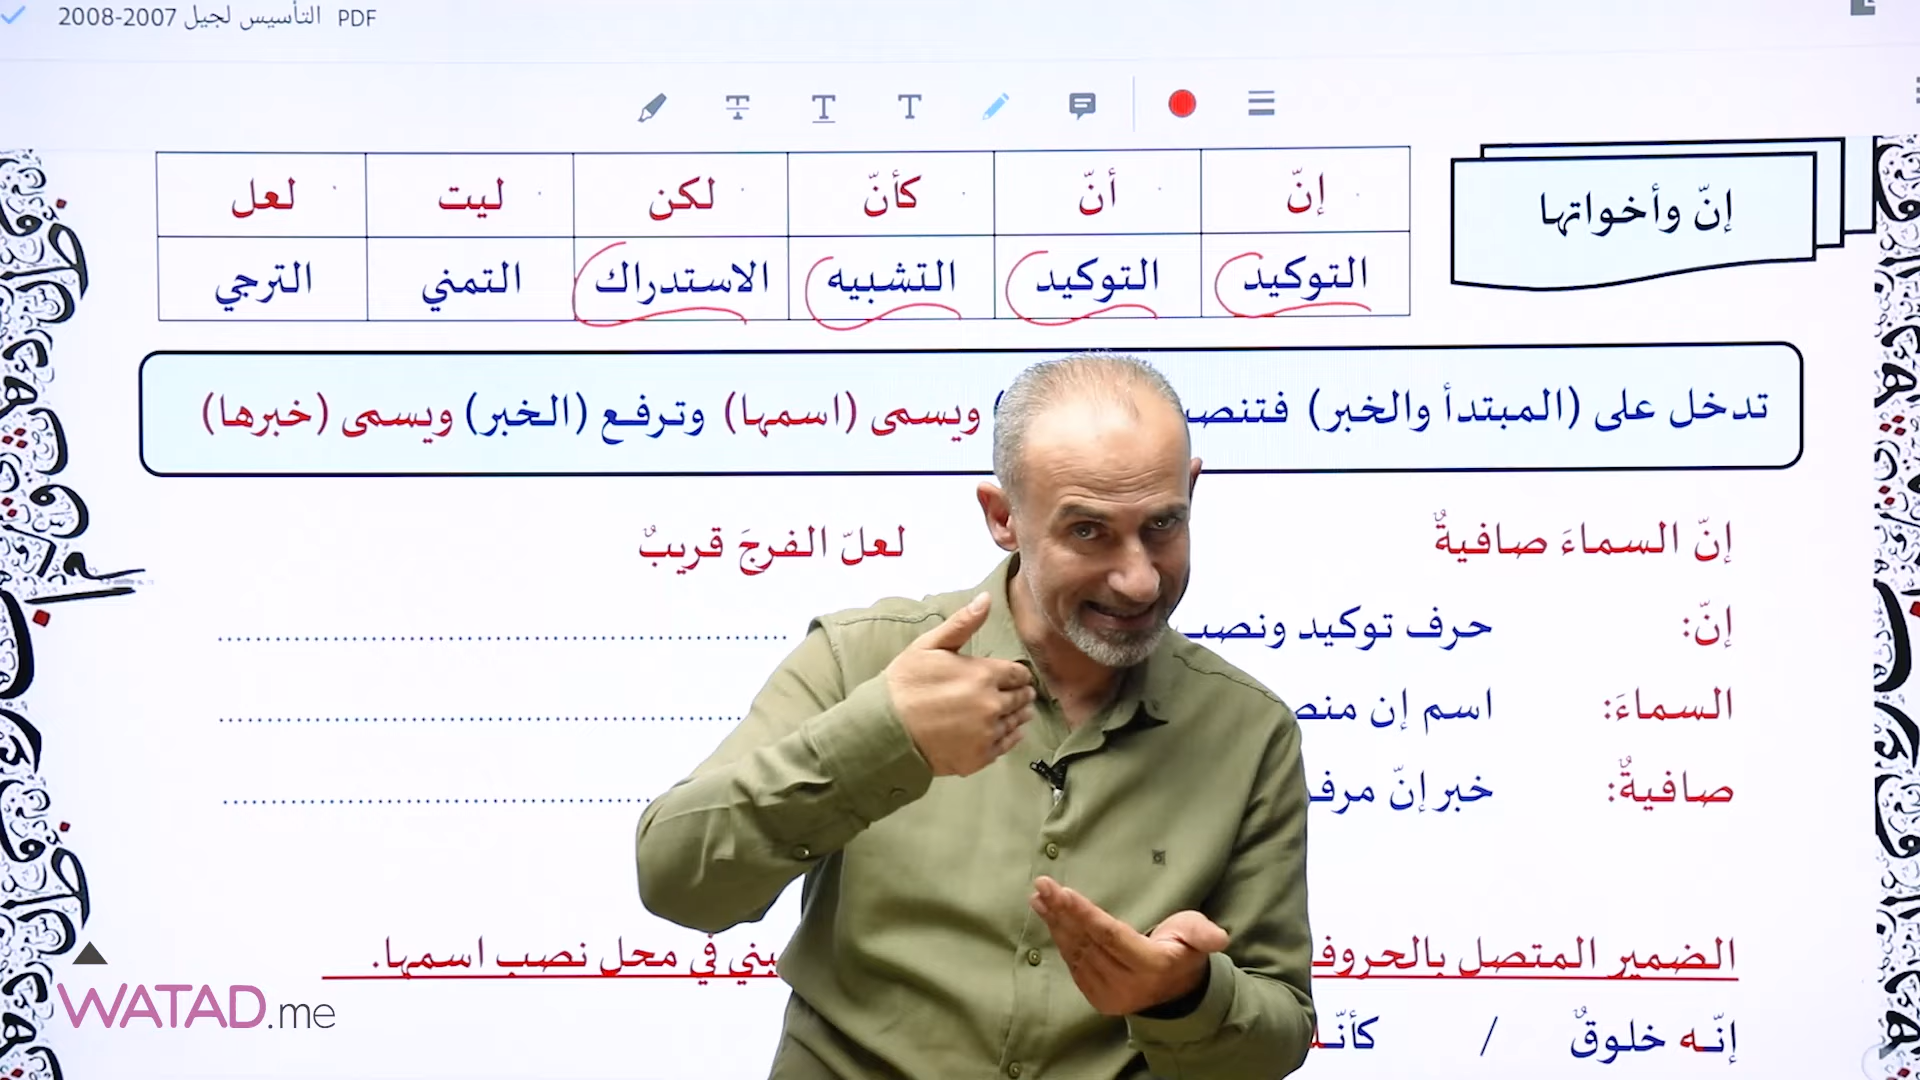 التأسيس لجيل 2007-2008 PDF
إنّ وأخواتها
إنّ أنّ كأنّ لكن ليت لعل
التوكيد التوكيد التشبيه الاستدراك التمني الترجي
تدخل على (المبتدأ والخبر) فتنصب ويسمى (اسمها) وترفع (الخبر) ويسمى (خبرها)
إنّ السماءَ صافيةٌ لعلّ الفرجَ قريبٌ
إنّ: حرف توكيد ونصب
السماءَ: اسم إن
صافيةٌ: خبر إنّ
الضمير المتصل بالحروف في محل نصب اسمها.
إنّه خلوقٌ / كأنّه
WATAD.me